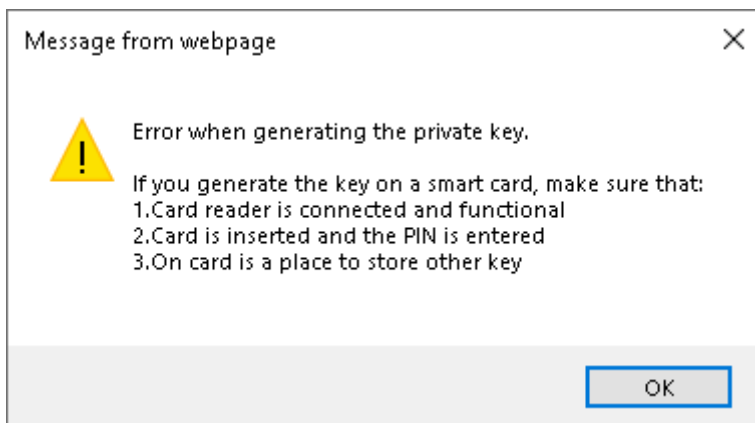 Message from webpage
Error when generating the private key.
If you generate the key on a smart card, make sure that:
1.Card reader is connected and functional
2.Card is inserted and the PIN is entered
3.On card is a place to store other key
OK